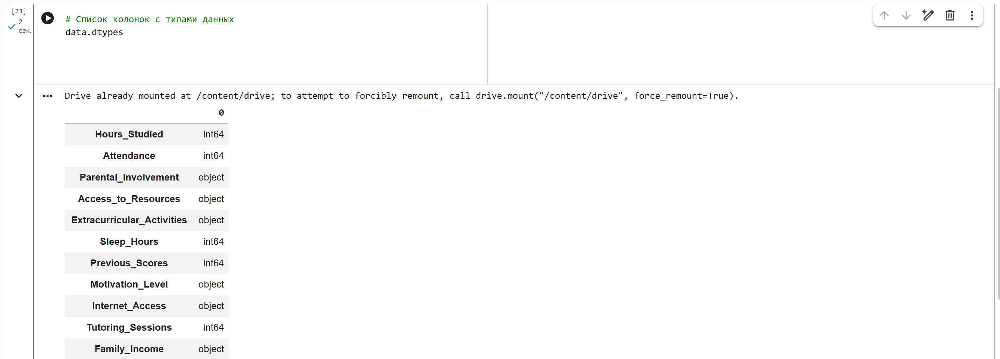 [23]
2
сек.
# Список колонок с типами данных
data.dtypes
Drive already mounted at /content/drive; to attempt to forcibly remount, call drive.mount("/content/drive", force_remount=True).
0
Hours_Studied int64
Attendance int64
Parental_Involvement object
Access_to_Resources object
Extracurricular_Activities object
Sleep_Hours int64
Previous_Scores int64
Motivation_Level object
Internet_Access object
Tutoring_Sessions int64
Family_Income object